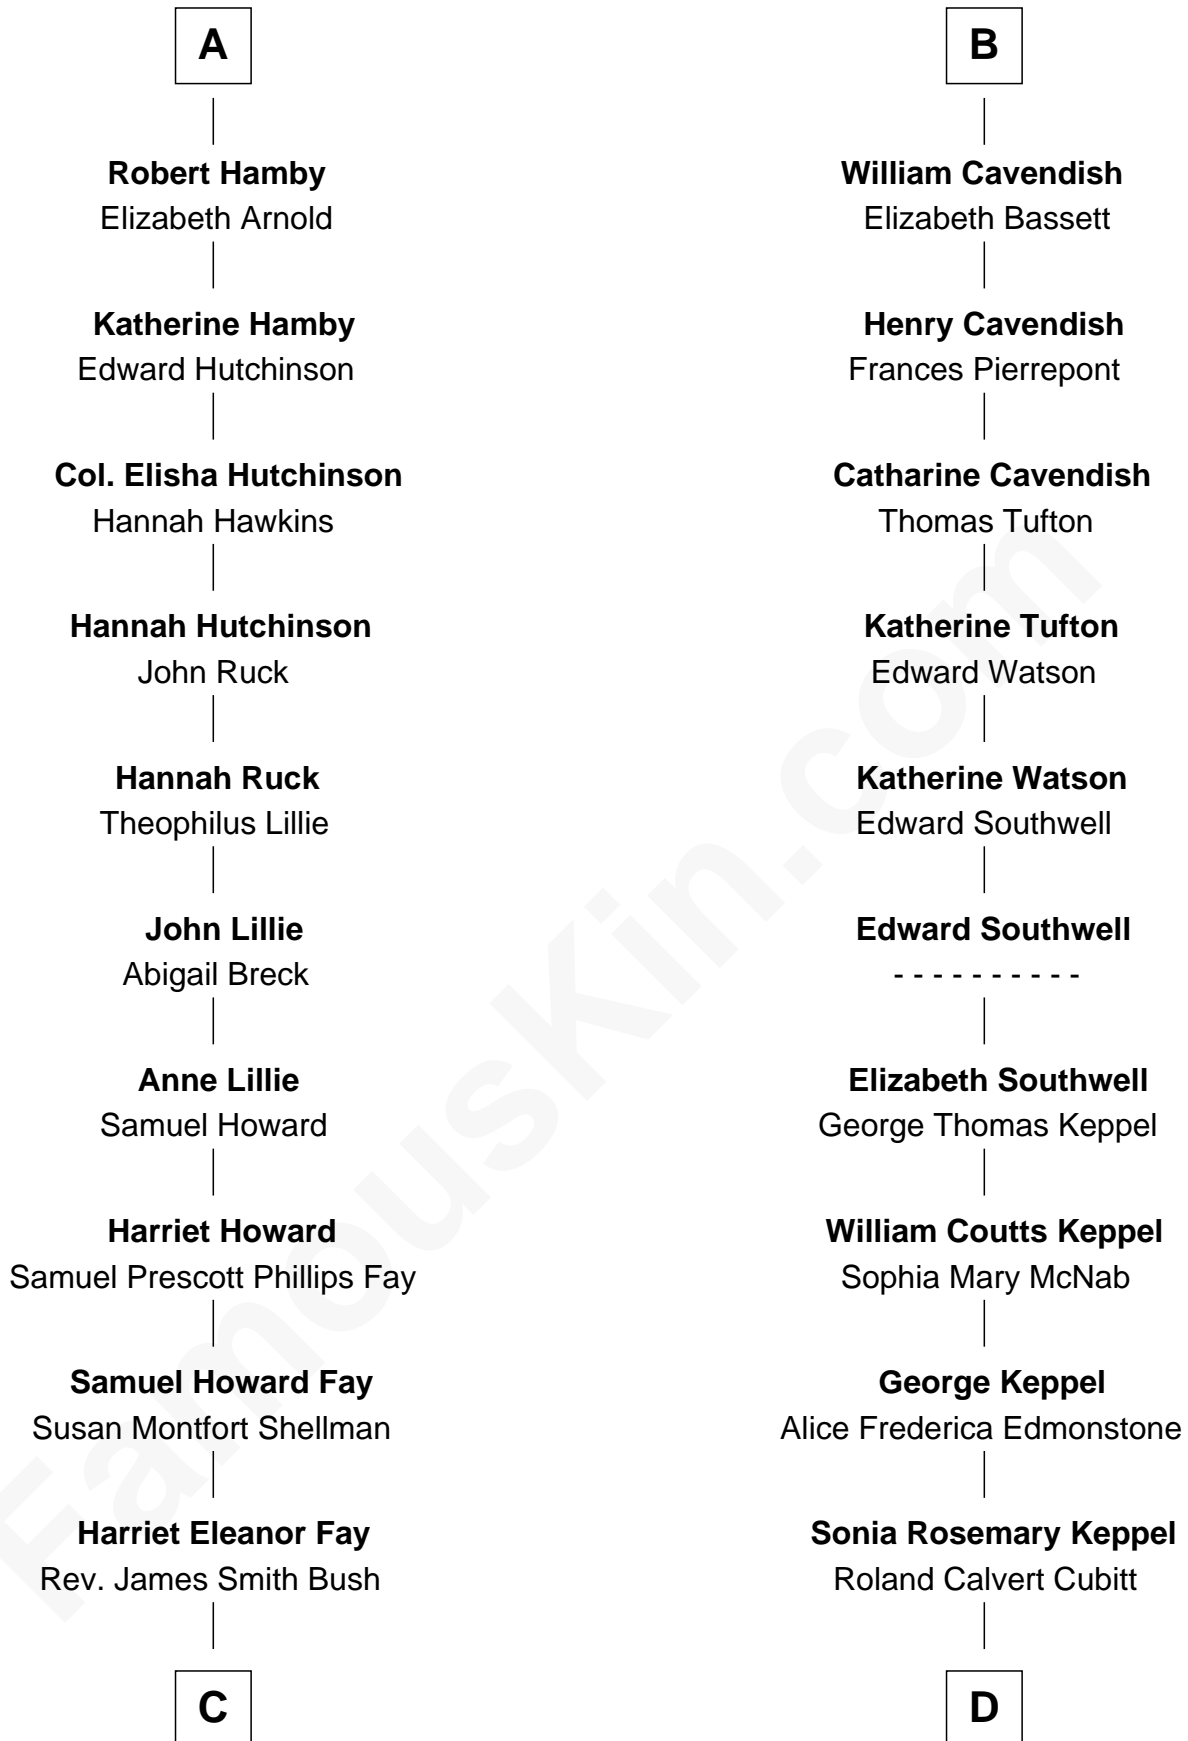 A
Robert Hamby
Elizabeth Arnold
Katherine Hamby
Edward Hutchinson
Col. Elisha Hutchinson
Hannah Hawkins
Hannah Hutchinson
John Ruck
Hannah Ruck
Theophilus Lillie
John Lillie
Abigail Breck
Anne Lillie
Samuel Howard
Harriet Howard
Samuel Prescott Phillips Fay
Samuel Howard Fay
Susan Montfort Shellman
Harriet Eleanor Fay
Rev. James Smith Bush
C
B
William Cavendish
Elizabeth Bassett
Henry Cavendish
Frances Pierrepont
Catharine Cavendish
Thomas Tufton
Katherine Tufton
Edward Watson
Katherine Watson
Edward Southwell
Edward Southwell
- - - - - - - - - -
Elizabeth Southwell
George Thomas Keppel
William Coutts Keppel
Sophia Mary McNab
George Keppel
Alice Frederica Edmonstone
Sonia Rosemary Keppel
Roland Calvert Cubitt
D
FamousKin.com